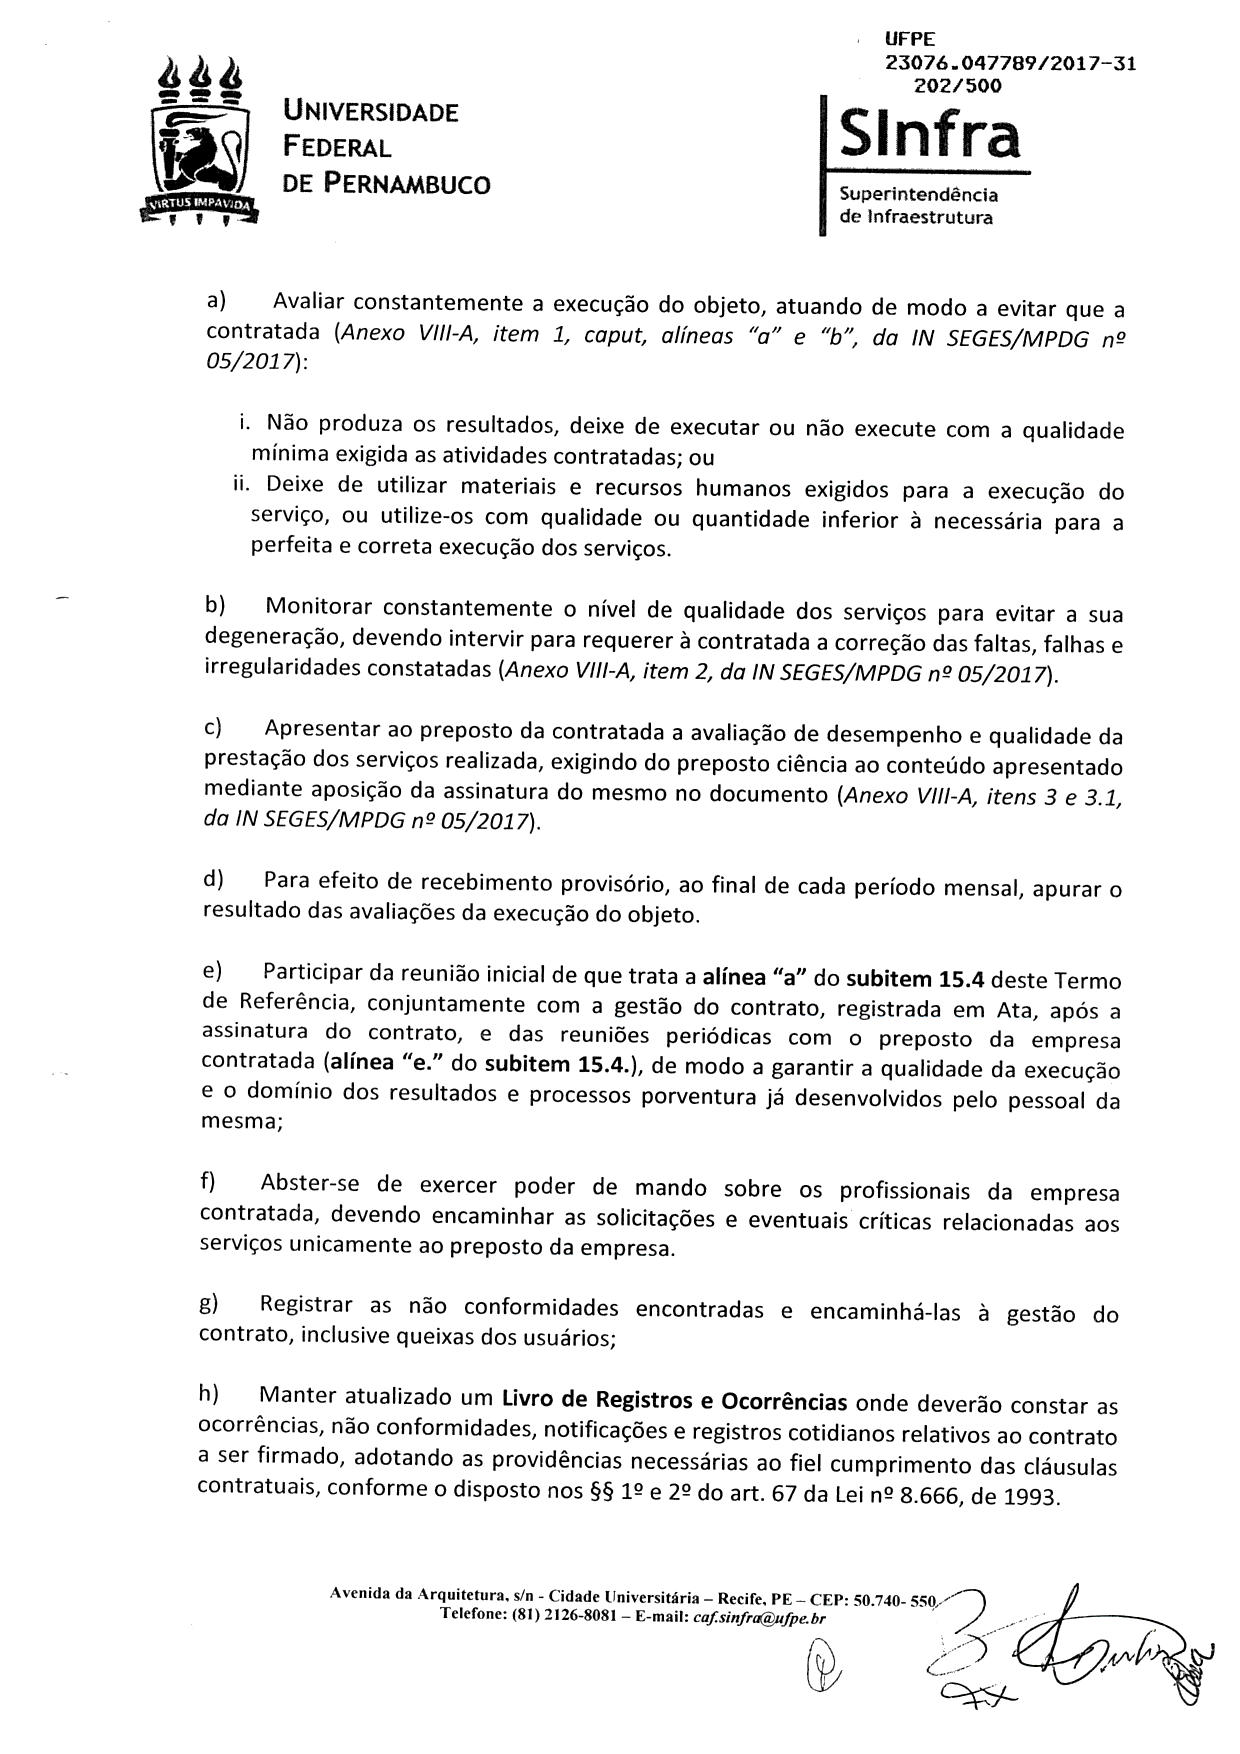 UFPE
23076.047789/2017-31
202/500
UNIVERSIDADE
FEDERAL
DE PERNAMBUCO
VIRTUS IMPAVIDA
SInfra
Superintendência
de Infraestrutura
a) Avaliar constantemente a execução do objeto, atuando de modo a evitar que a
contratada (Anexo VIII-A, item 1, caput, alíneas “a” e “b”, da IN SEGES/MPDG nº
05/2017):
i. Não produza os resultados, deixe de executar ou não execute com a qualidade
mínima exigida as atividades contratadas; ou
ii. Deixe de utilizar materiais e recursos humanos exigidos para a execução do
serviço, ou utilize-os com qualidade ou quantidade inferior à necessária para a
perfeita e correta execução dos serviços.
b) Monitorar constantemente o nível de qualidade dos serviços para evitar a sua
degeneração, devendo intervir para requerer à contratada a correção das faltas, falhas e
irregularidades constatadas (Anexo VIII-A, item 2, da IN SEGES/MPDG nº 05/2017).
c) Apresentar ao preposto da contratada a avaliação de desempenho e qualidade da
prestação dos serviços realizada, exigindo do preposto ciência ao conteúdo apresentado
mediante aposição da assinatura do mesmo no documento (Anexo VIII-A, itens 3 e 3.1,
da IN SEGES/MPDG nº 05/2017).
d) Para efeito de recebimento provisório, ao final de cada período mensal, apurar o
resultado das avaliações da execução do objeto.
e) Participar da reunião inicial de que trata a alínea “a” do subitem 15.4 deste Termo
de Referência, conjuntamente com a gestão do contrato, registrada em Ata, após a
assinatura do contrato, e das reuniões periódicas com o preposto da empresa
contratada (alínea “e.” do subitem 15.4.), de modo a garantir a qualidade da execução
e o domínio dos resultados e processos porventura já desenvolvidos pelo pessoal da
mesma;
f) Abster-se de exercer poder de mando sobre os profissionais da empresa
contratada, devendo encaminhar as solicitações e eventuais críticas relacionadas aos
serviços unicamente ao preposto da empresa.
g) Registrar as não conformidades encontradas e encaminhá-las à gestão do
contrato, inclusive queixas dos usuários;
h) Manter atualizado um Livro de Registros e Ocorrências onde deverão constar as
ocorrências, não conformidades, notificações e registros cotidianos relativos ao contrato
a ser firmado, adotando as providências necessárias ao fiel cumprimento das cláusulas
contratuais, conforme o disposto nos §§ 1º e 2º do art. 67 da Lei nº 8.666, de 1993.
Avenida da Arquitetura, s/n - Cidade Universitária – Recife, PE – CEP: 50.740- 550
Telefone: (81) 2126-8081 – E-mail: caf.sinfra@ufpe.br